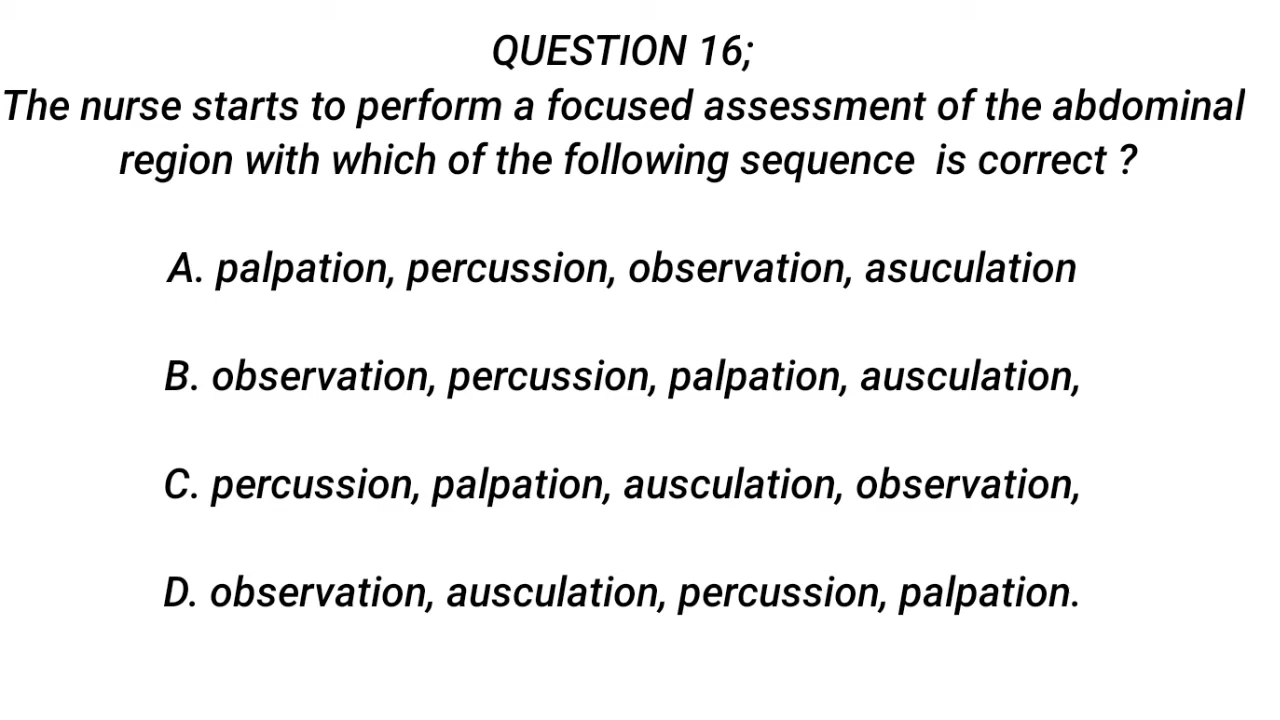 QUESTION 16;
The nurse starts to perform a focused assessment of the abdominal
region with which of the following sequence is correct ?
A. palpation, percussion, observation, asuculation
B. observation, percussion, palpation, ausculation,
C. percussion, palpation, ausculation, observation,
D. observation, ausculation, percussion, palpation.